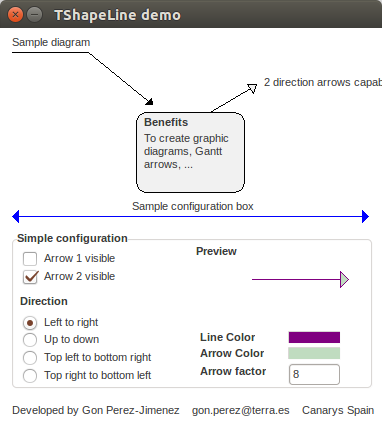 TShapeLine demo
Sample diagram
2 direction arrows capab
Benefits
To create graphic
diagrams, Gantt
arrows, ...
Sample configuration box
Simple configuration
Arrow 1 visible
Arrow 2 visible
Preview
Direction
Left to right
Up to down
Top left to bottom right
Top right to bottom left
Line Color
Arrow Color
Arrow factor
8
Developed by Gon Perez-Jimenez gon.perez@terra.es Canarys Spain